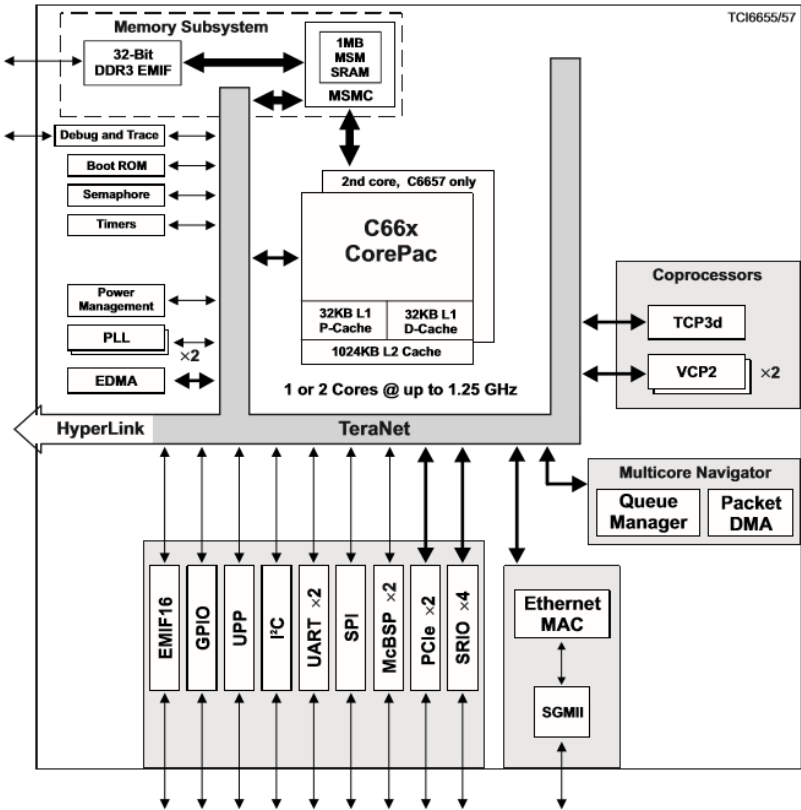 TCI6655/57
Memory Subsystem
32-Bit
DDR3 EMIF
1MB
MSM
SRAM
MSMC
Debug and Trace
Boot ROM
Semaphore
Timers
Power
Management
PLL
×2
EDMA
2nd core, C6657 only
C66x
CorePac
32KB L1
P-Cache
32KB L1
D-Cache
1024KB L2 Cache
1 or 2 Cores @ up to 1.25 GHz
Coprocessors
TCP3d
VCP2
×2
HyperLink
TeraNet
Multicore Navigator
Queue
Manager
Packet
DMA
EMIF16
GPIO
UPP
I²C
UART ×2
SPI
McBSP ×2
PCIe ×2
SRIO ×4
Ethernet
MAC
SGMII